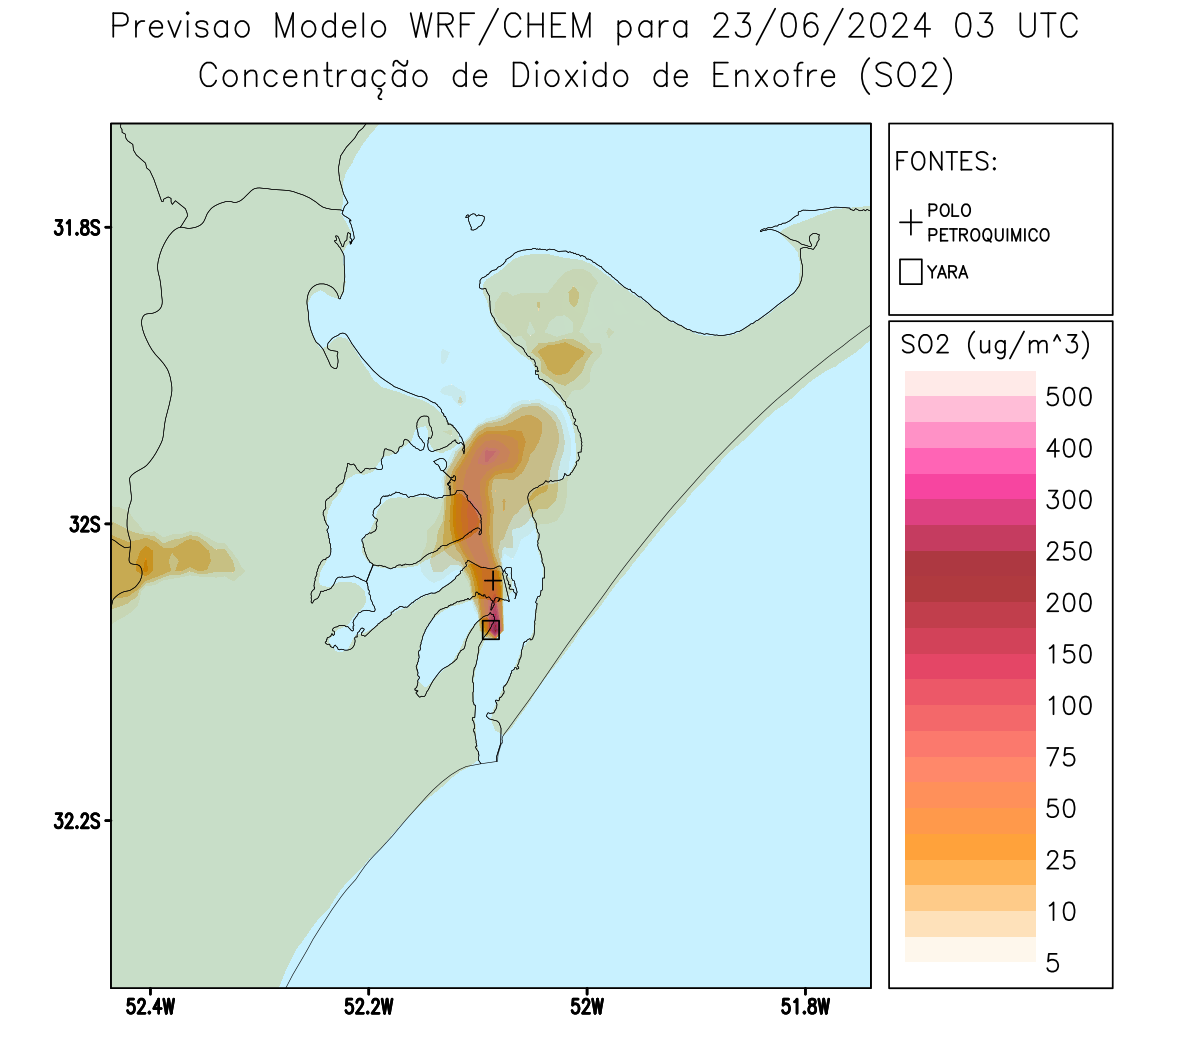 Previsao Modelo WRF/CHEM para 23/06/2024 03 UTC
Concentração de Dioxido de Enxofre (SO2)
FONTES:
POLO
PETROQUIMICO
YARA
SO2 (ug/m^3)
500
400
300
250
200
150
100
75
50
25
10
5
31.8S
32S
32.2S
52.4W
52.2W
52W
51.8W